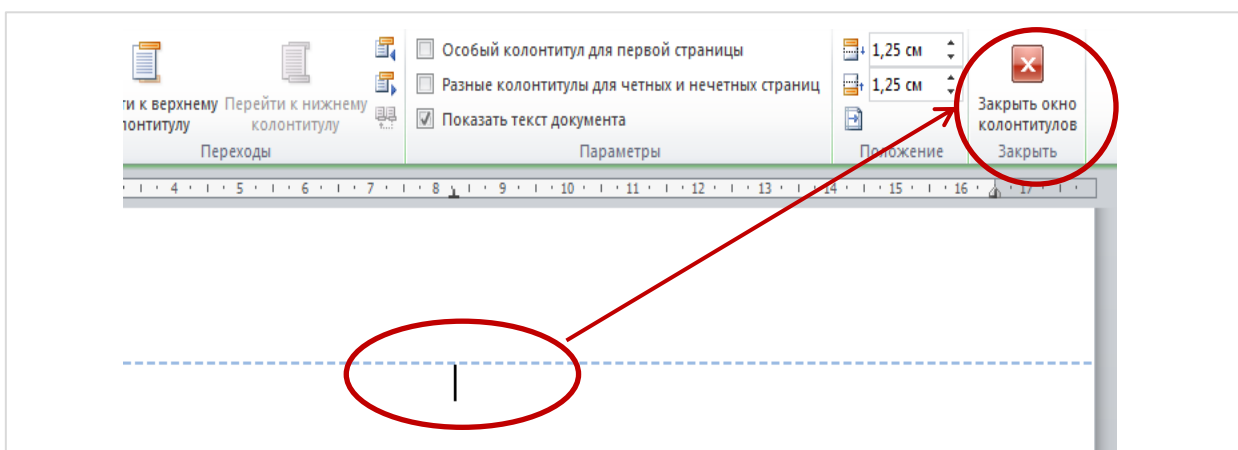 Особый колонтитул для первой страницы
1,25 см
Разные колонтитулы для четных и нечетных страниц
1,25 см
ти к верхнему Перейти к нижнему
Закрыть окно
лонтитулу колонтитулу
Показать текст документа
колонтитулов
Переходы Параметры Положение Закрыть
4 5 6 7 8 9 10 11 12 13 14 15 16 17